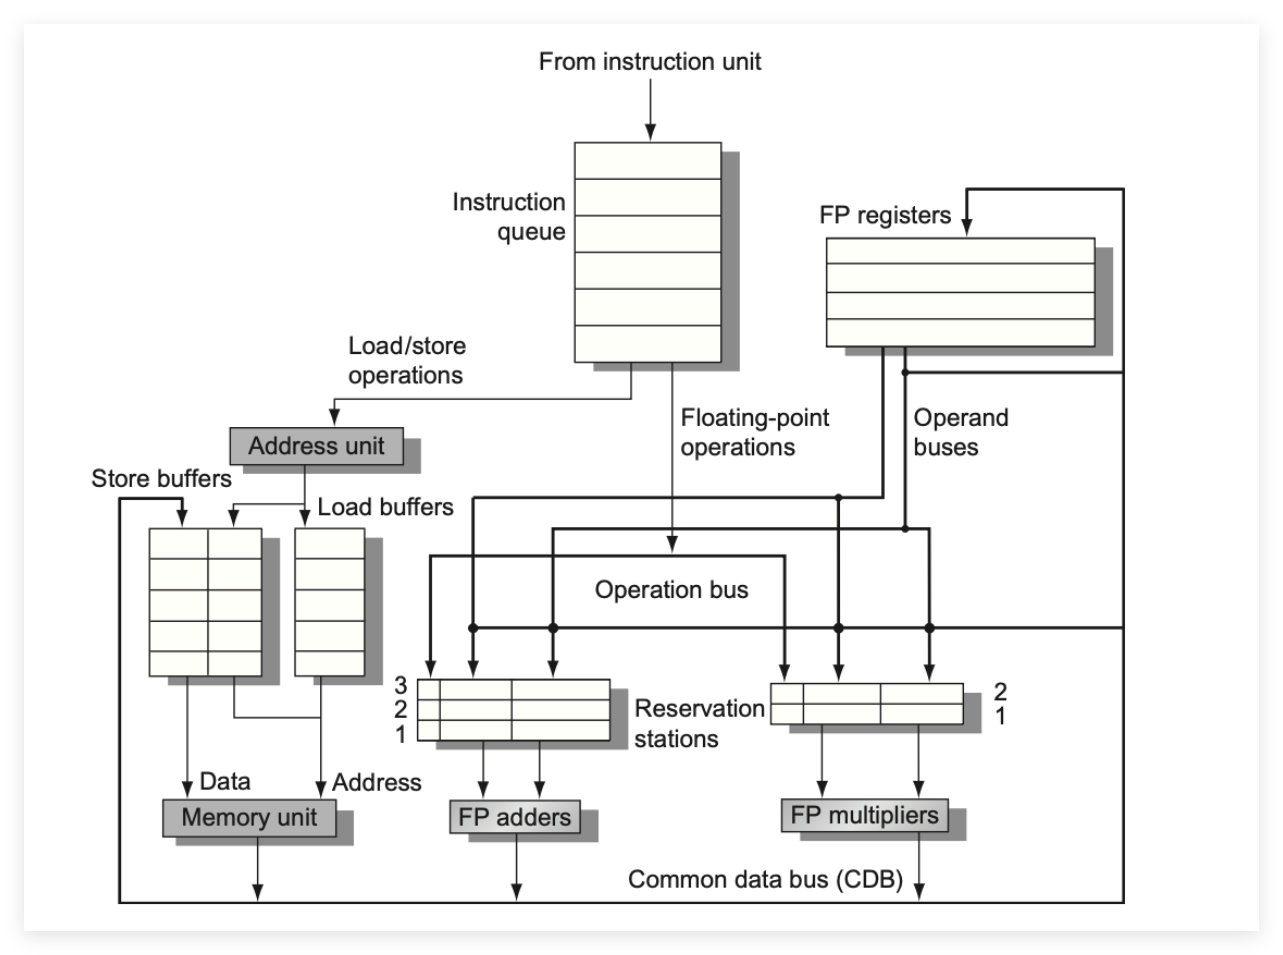 From instruction unit
Instruction
queue
FP registers
Load/store
operations
Floating-point
operations
Operand
buses
Address unit
Store buffers
Load buffers
Operation bus
3
2
1
Reservation
stations
2
1
Data
Address
Memory unit
FP adders
FP multipliers
Common data bus (CDB)